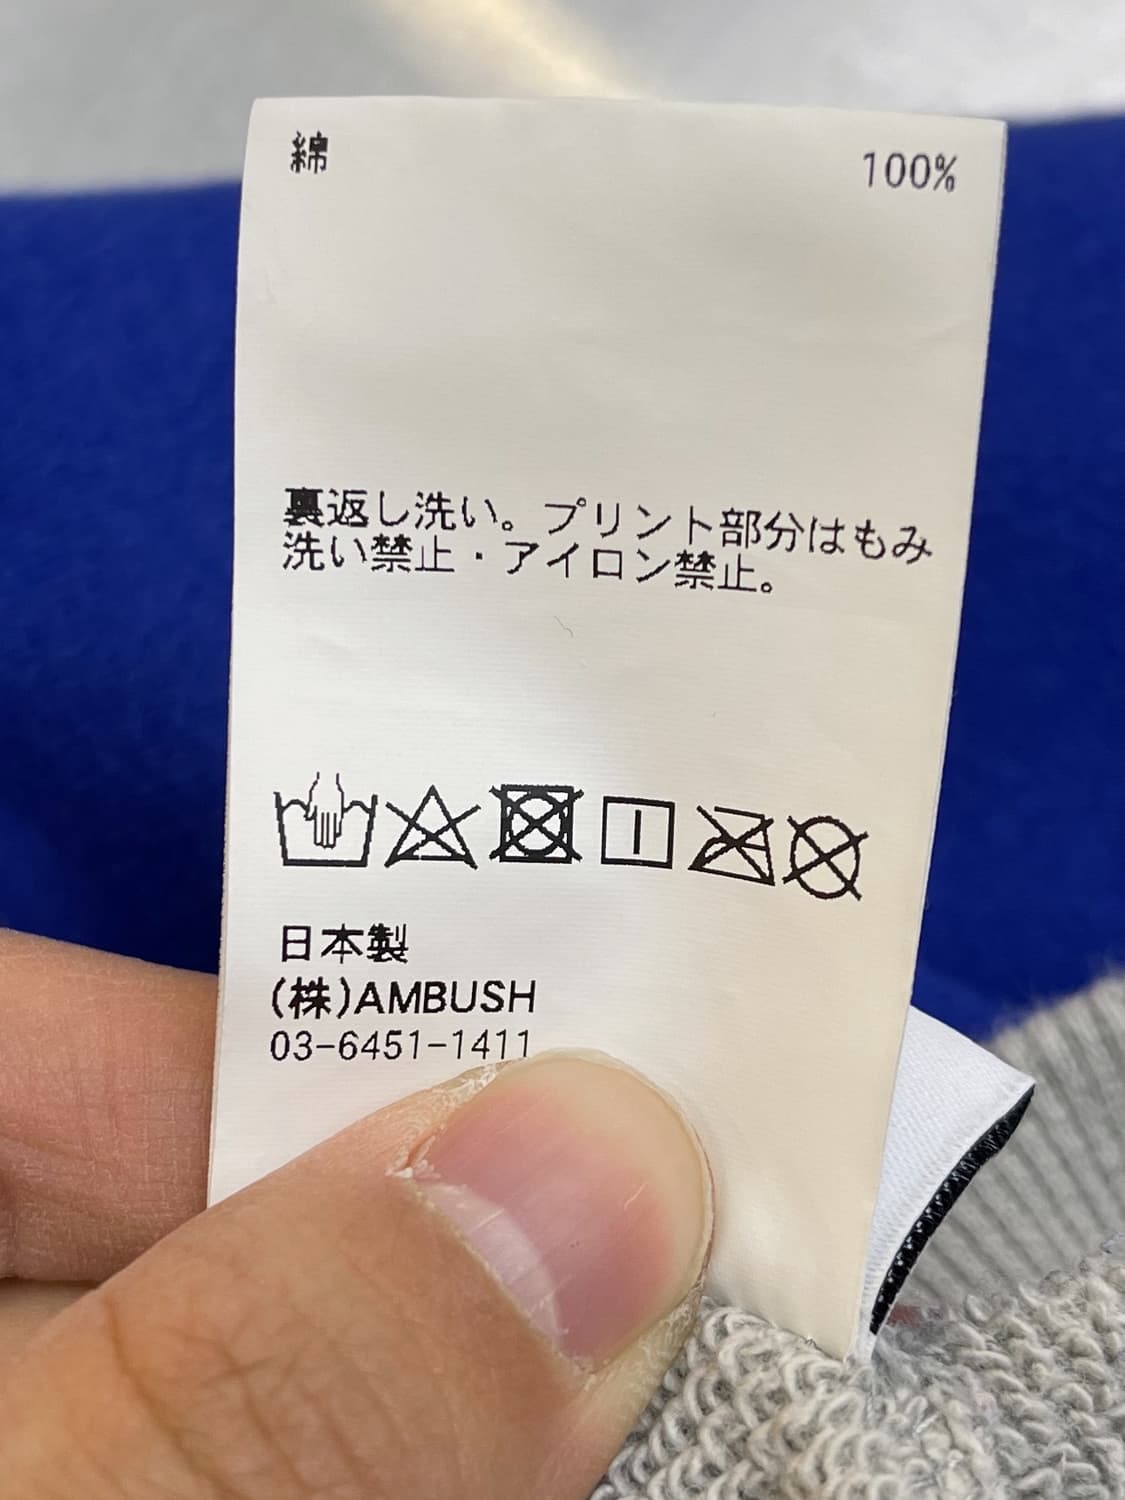 綿 100%
裏返し洗い。プリント部分はもみ
洗い禁止・アイロン禁止。
日本製
(株)AMBUSH
03-6451-1411